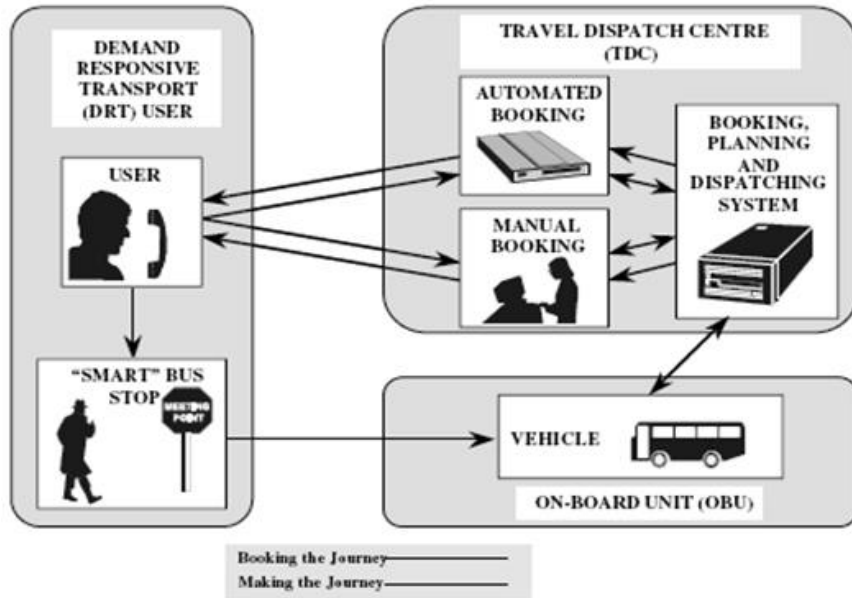 DEMAND
RESPONSIVE
TRANSPORT
(DRT) USER
USER
"SMART" BUS
STOP
MEETING
POINT
TRAVEL DISPATCH CENTRE
(TDC)
AUTOMATED
BOOKING
MANUAL
BOOKING
BOOKING,
PLANNING
AND
DISPATCHING
SYSTEM
VEHICLE
ON-BOARD UNIT (OBU)
Booking the Journey
Making the Journey